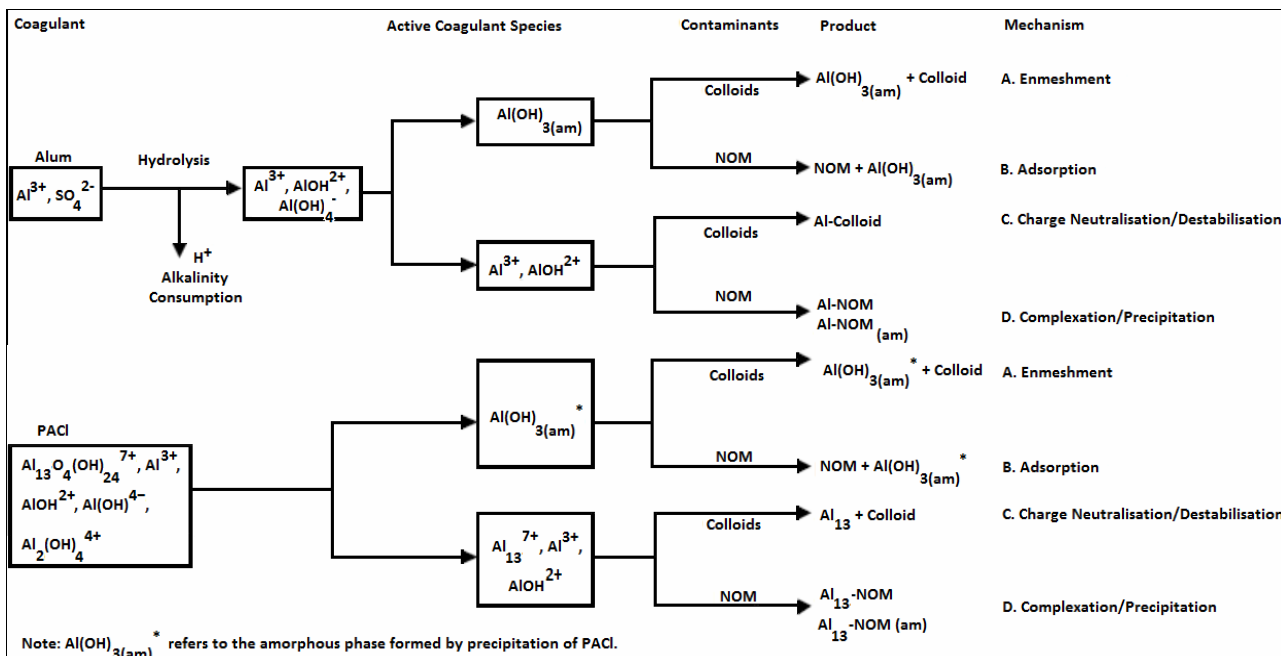 Coagulant Active Coagulant Species Contaminants Product Mechanism
Colloids Al(OH)3(am) + Colloid A. Enmeshment
Al(OH)3(am)
Alum Hydrolysis NOM NOM + Al(OH)3(am) B. Adsorption
Al³⁺, SO₄²⁻ Al³⁺, AlOH²⁺,
Al(OH)₄⁻
Colloids Al-Colloid C. Charge Neutralisation/Destabilisation
H⁺
Alkalinity
Consumption
Al³⁺, AlOH²⁺
NOM Al-NOM
Al-NOM(am) D. Complexation/Precipitation
Colloids Al(OH)3(am)* + Colloid A. Enmeshment
Al(OH)3(am)*
PACl
Al₁₃O₄(OH)₂₄⁷⁺, Al³⁺,
AlOH²⁺, Al(OH)⁴⁻,
Al₂(OH)₄⁴⁺
NOM NOM + Al(OH)3(am)* B. Adsorption
Colloids Al₁₃ + Colloid C. Charge Neutralisation/Destabilisation
Al₁₃⁷⁺, Al³⁺,
AlOH²⁺
NOM Al₁₃-NOM
Al₁₃-NOM (am) D. Complexation/Precipitation
Note: Al(OH)3(am)* refers to the amorphous phase formed by precipitation of PACl.